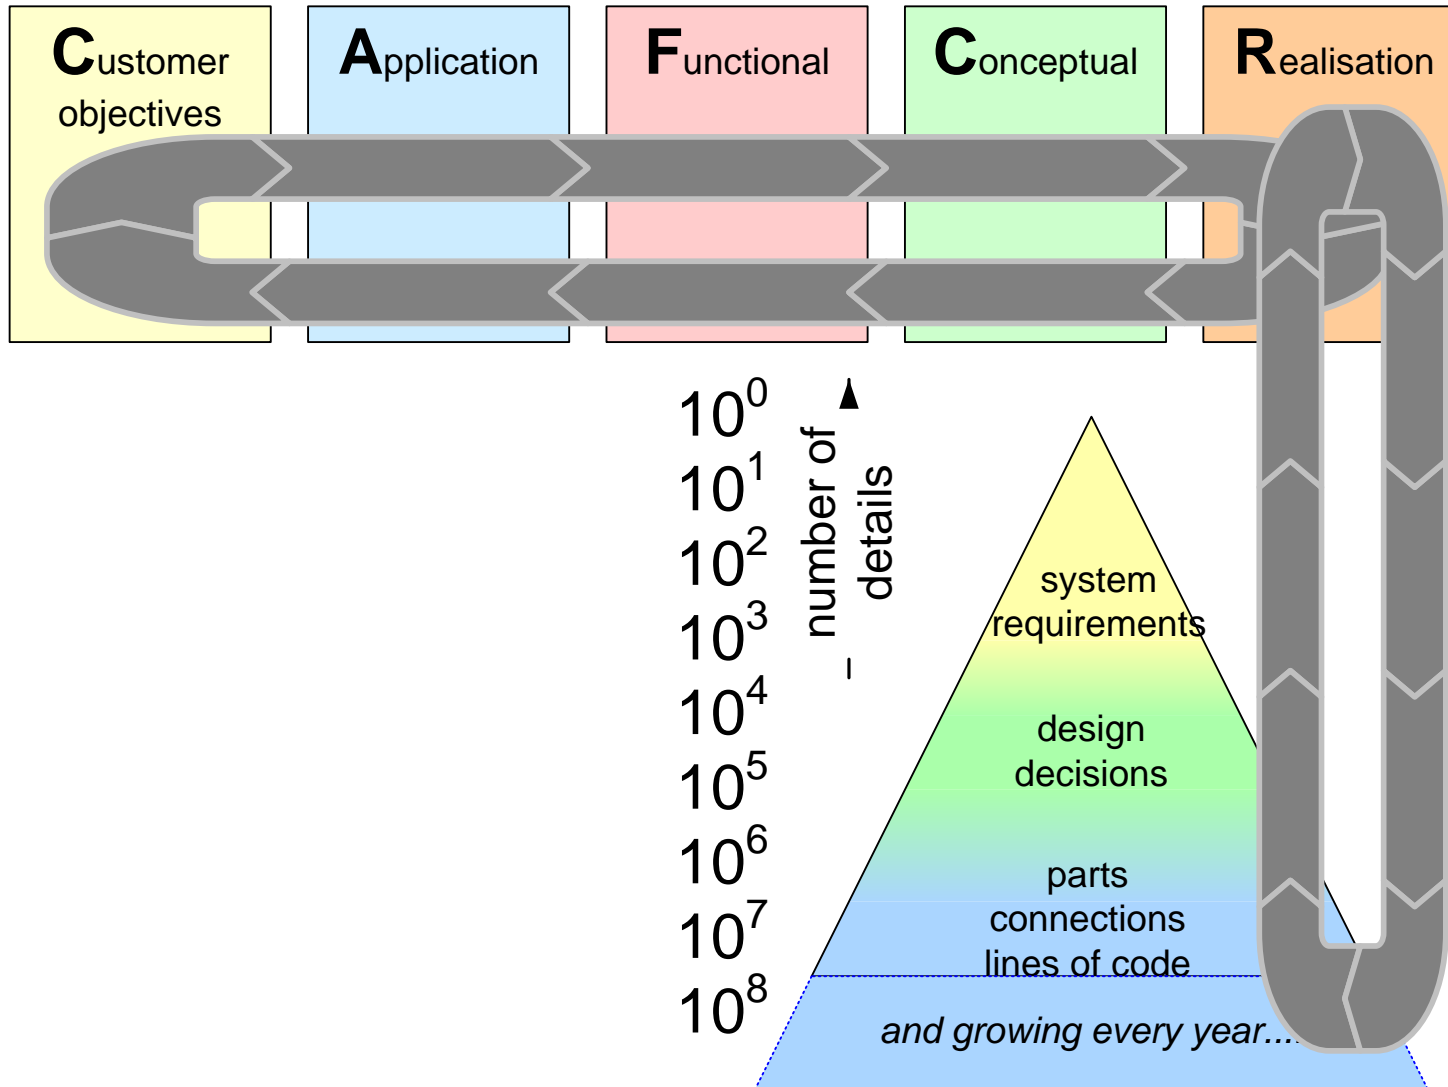 Customer
objectives
Application
Functional
Conceptual
Realisation
10^0
10^1
10^2
10^3
10^4
10^5
10^6
10^7
10^8
number of
details
system
requirements
design
decisions
parts
connections
lines of code
and growing every year....